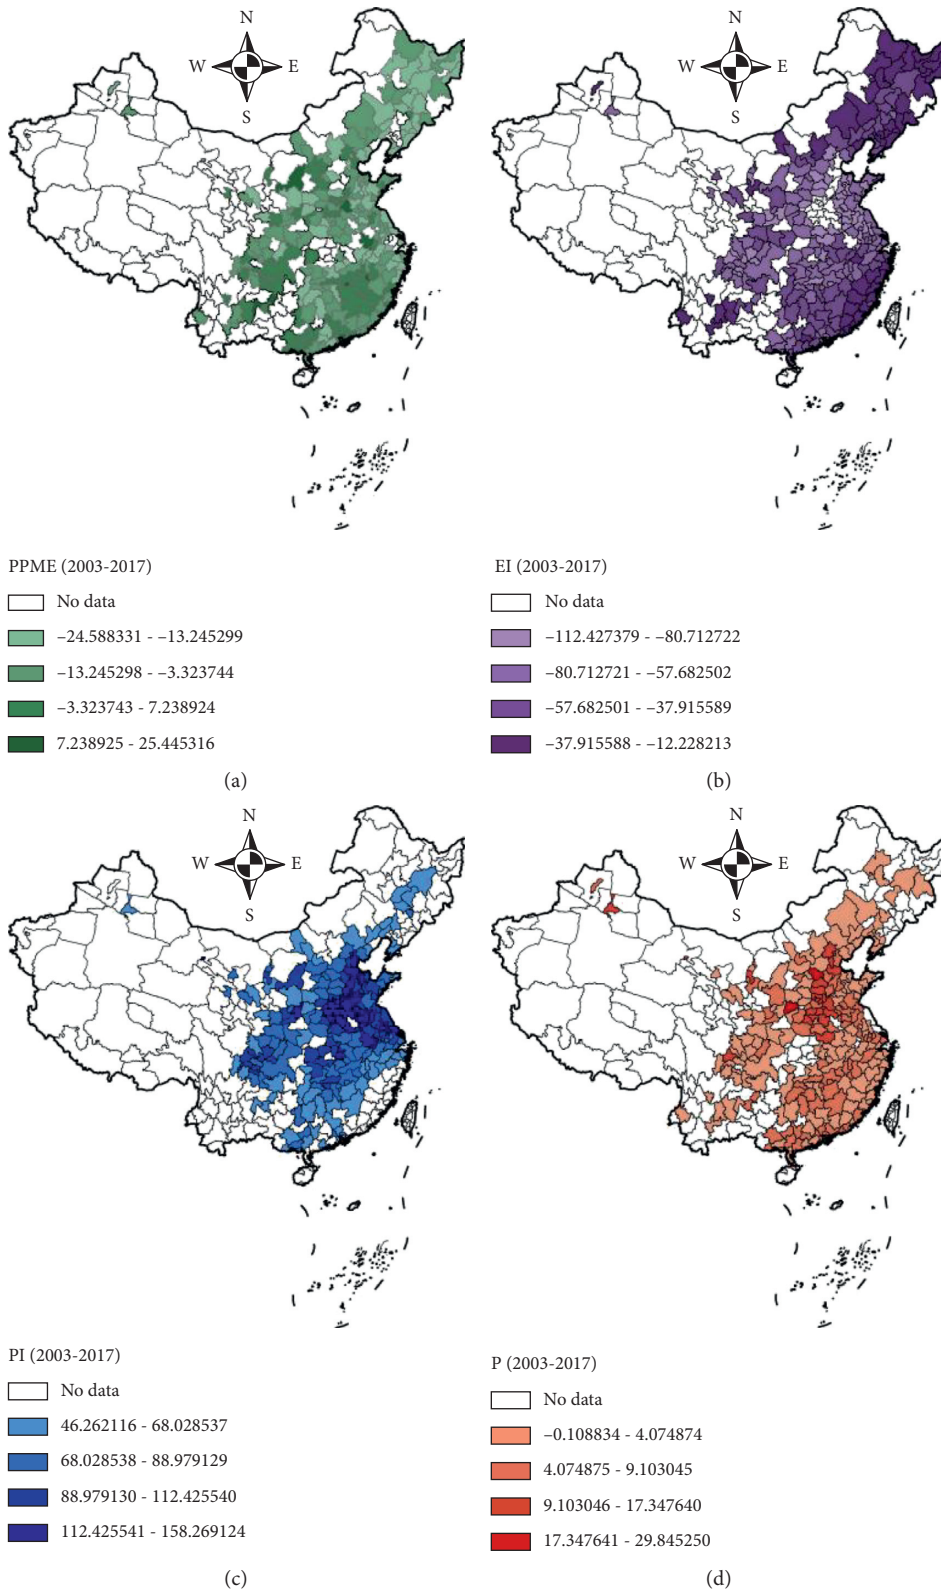 N
W E
S
N
W E
S
PPME (2003-2017)
No data
–24.588331 - –13.245299
–13.245298 - –3.323744
–3.323743 - 7.238924
7.238925 - 25.445316
(a)
EI (2003-2017)
No data
–112.427379 - –80.712722
–80.712721 - –57.682502
–57.682501 - –37.915589
–37.915588 - –12.228213
(b)
N
W E
S
N
W E
S
PI (2003-2017)
No data
46.262116 - 68.028537
68.028538 - 88.979129
88.979130 - 112.425540
112.425541 - 158.269124
(c)
P (2003-2017)
No data
–0.108834 - 4.074874
4.074875 - 9.103045
9.103046 - 17.347640
17.347641 - 29.845250
(d)